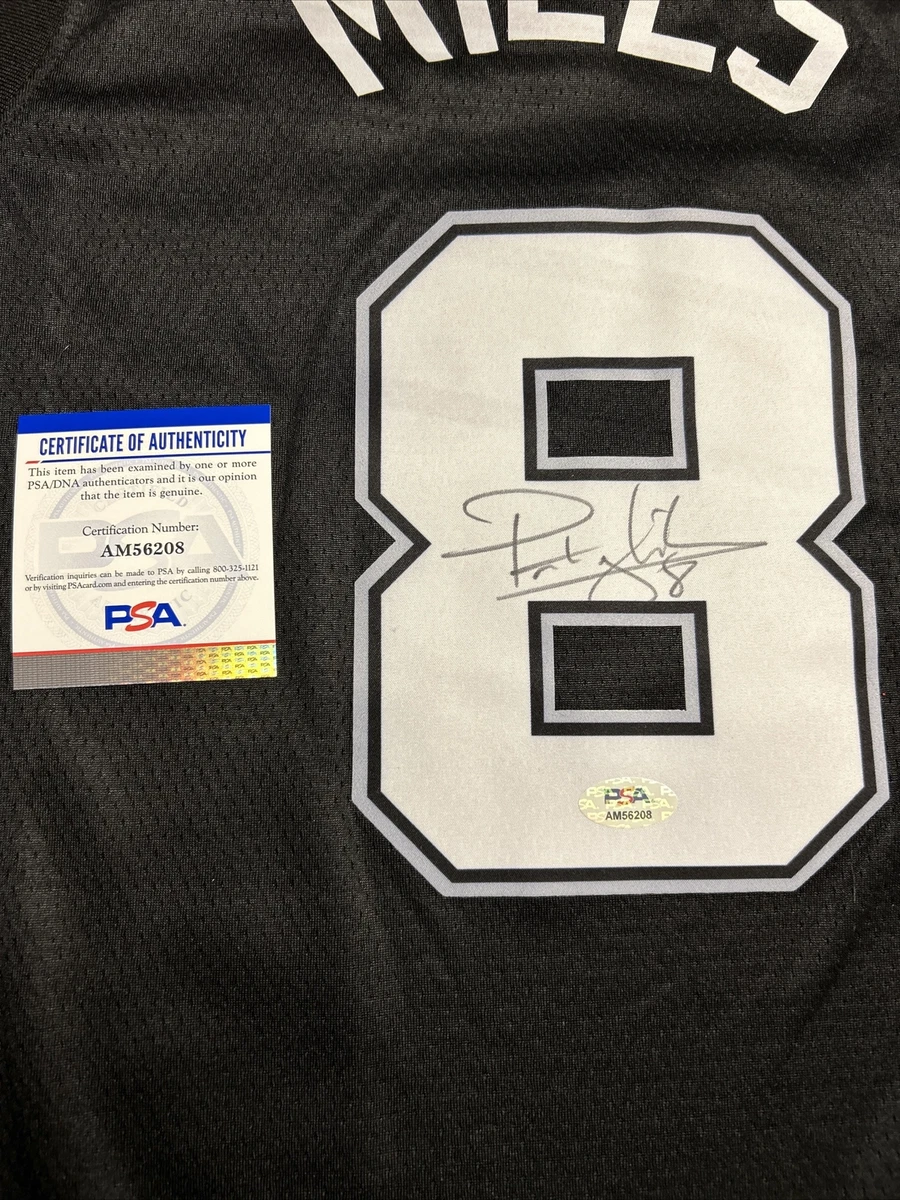 MILLS
8
CERTIFICATE OF AUTHENTICITY
This item has been examined by one or more
PSA/DNA authenticators and it is our opinion
that the item is genuine.
Certification Number:
AM56208
Verification inquiries can be made to PSA by calling 800-325-1121
or by visiting PSAcard.com and entering the certification number above.
PSA
8
PSA
AM56208